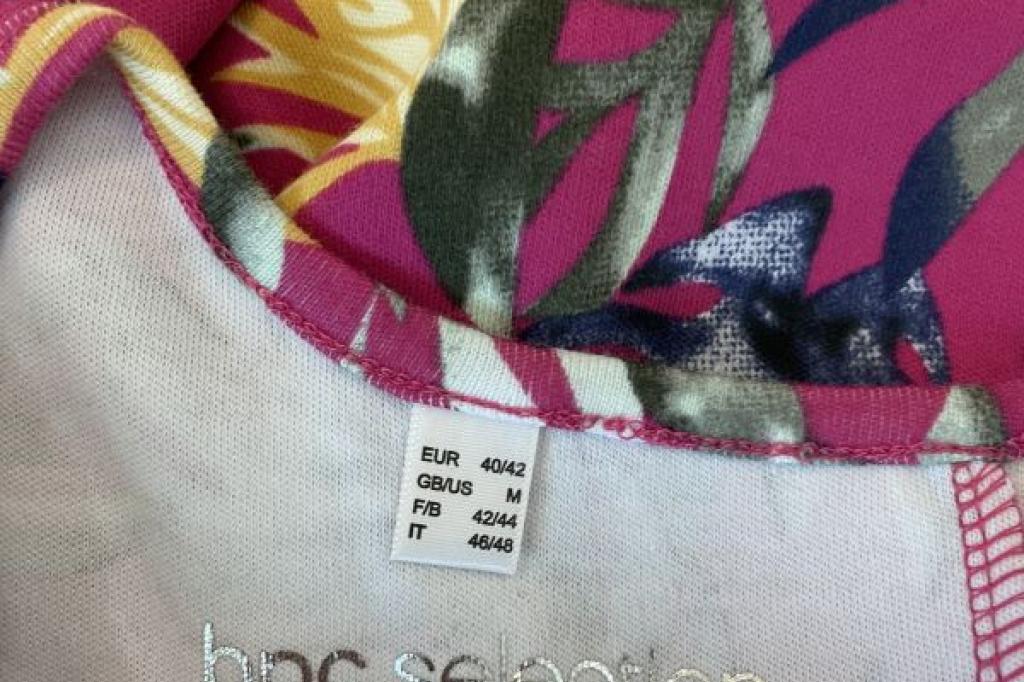 EUR 40/42
GB/US M
F/B 42/44
IT 46/48
bpc selection